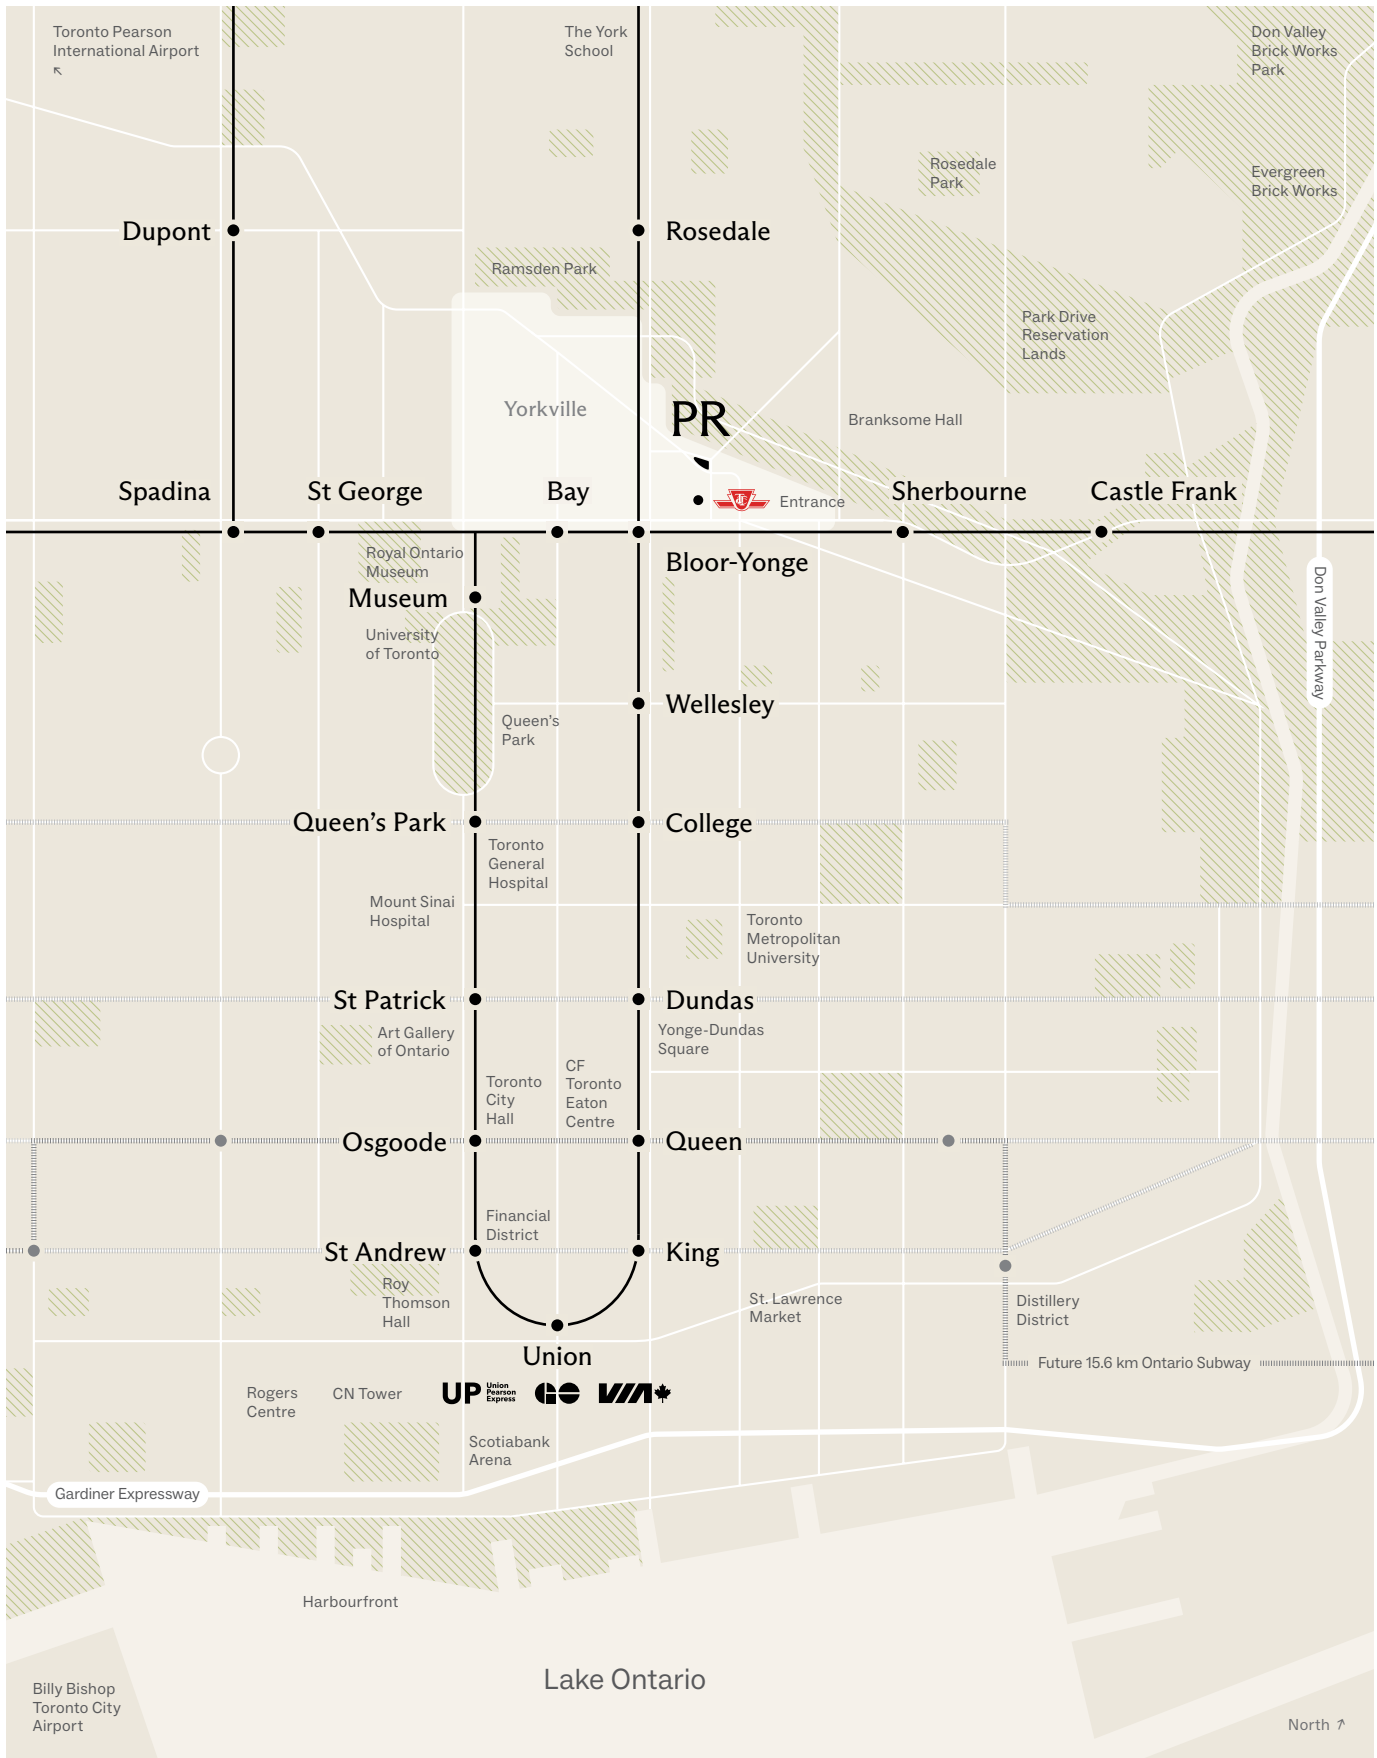 Toronto Pearson
International Airport
↖
The York
School
Don Valley
Brick Works
Park
Rosedale
Park
Evergreen
Brick Works
Dupont
Rosedale
Ramsden Park
Park Drive
Reservation
Lands
Yorkville
PR
Branksome Hall
Spadina
St George
Bay
Entrance
Sherbourne
Castle Frank
Royal Ontario
Museum
Bloor-Yonge
Museum
Don Valley Parkway
University
of Toronto
Wellesley
Queen's
Park
Queen's Park
College
Toronto
General
Hospital
Mount Sinai
Hospital
Toronto
Metropolitan
University
St Patrick
Dundas
Art Gallery
of Ontario
Yonge-Dundas
Square
Toronto
City
Hall
CF
Toronto
Eaton
Centre
Osgoode
Queen
Financial
District
St Andrew
King
Roy
Thomson
Hall
St. Lawrence
Market
Distillery
District
Union
Future 15.6 km Ontario Subway
Rogers
Centre
CN Tower
UP Union
Pearson
Express
GO
VIA
Scotiabank
Arena
Gardiner Expressway
Harbourfront
Lake Ontario
Billy Bishop
Toronto City
Airport
North ↗